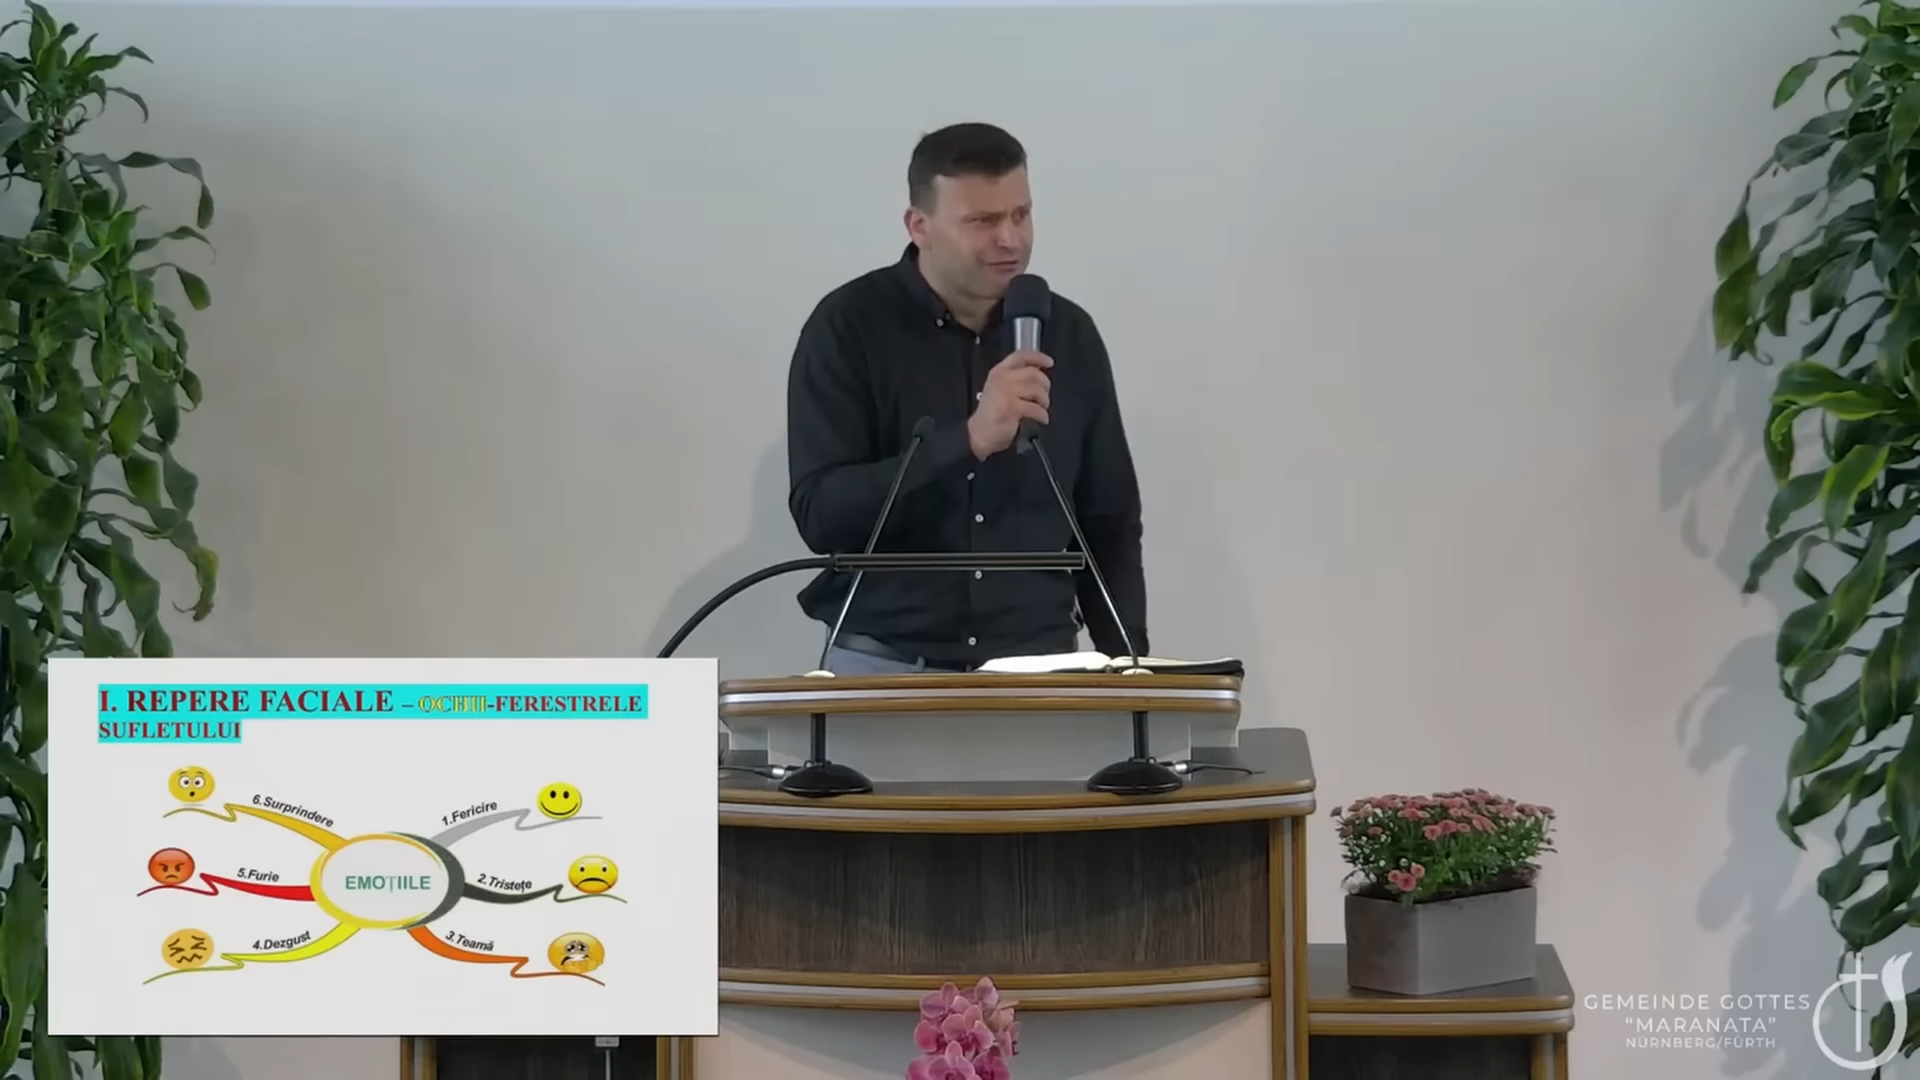 I. REPERE FACIALE – OCHII-FERESTRELE
SUFLETULUI
6.Surprindere
1.Fericire
5.Furie
EMOȚIILE
2.Tristețe
4.Dezgust
3.Teamă
GEMEINDE GOTTES
"MARANATA"
NÜRNBERG/FÜRTH